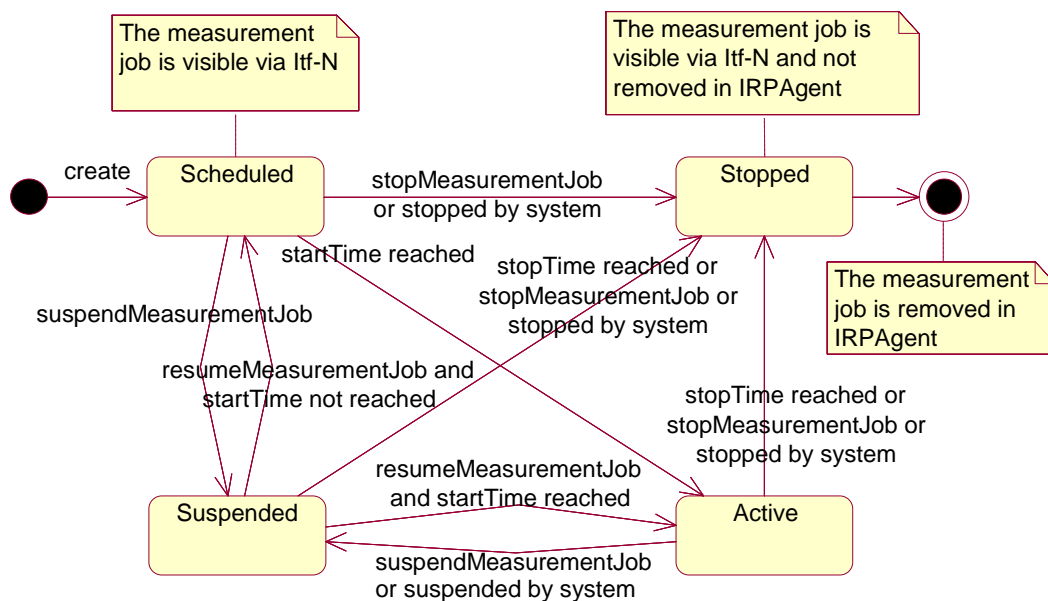 The measurement
job is visible via Itf-N
The measurement job is
visible via Itf-N and not
removed in IRPAgent
create
Scheduled
stopMeasurementJob
or stopped by system
Stopped
startTime reached
stopTime reached or
stopMeasurementJob or
stopped by system
The measurement
job is removed in
IRPAgent
suspendMeasurementJob
resumeMeasurementJob and
startTime not reached
stopTime reached or
stopMeasurementJob or
stopped by system
resumeMeasurementJob
and startTime reached
Suspended
Active
suspendMeasurementJob
or suspended by system